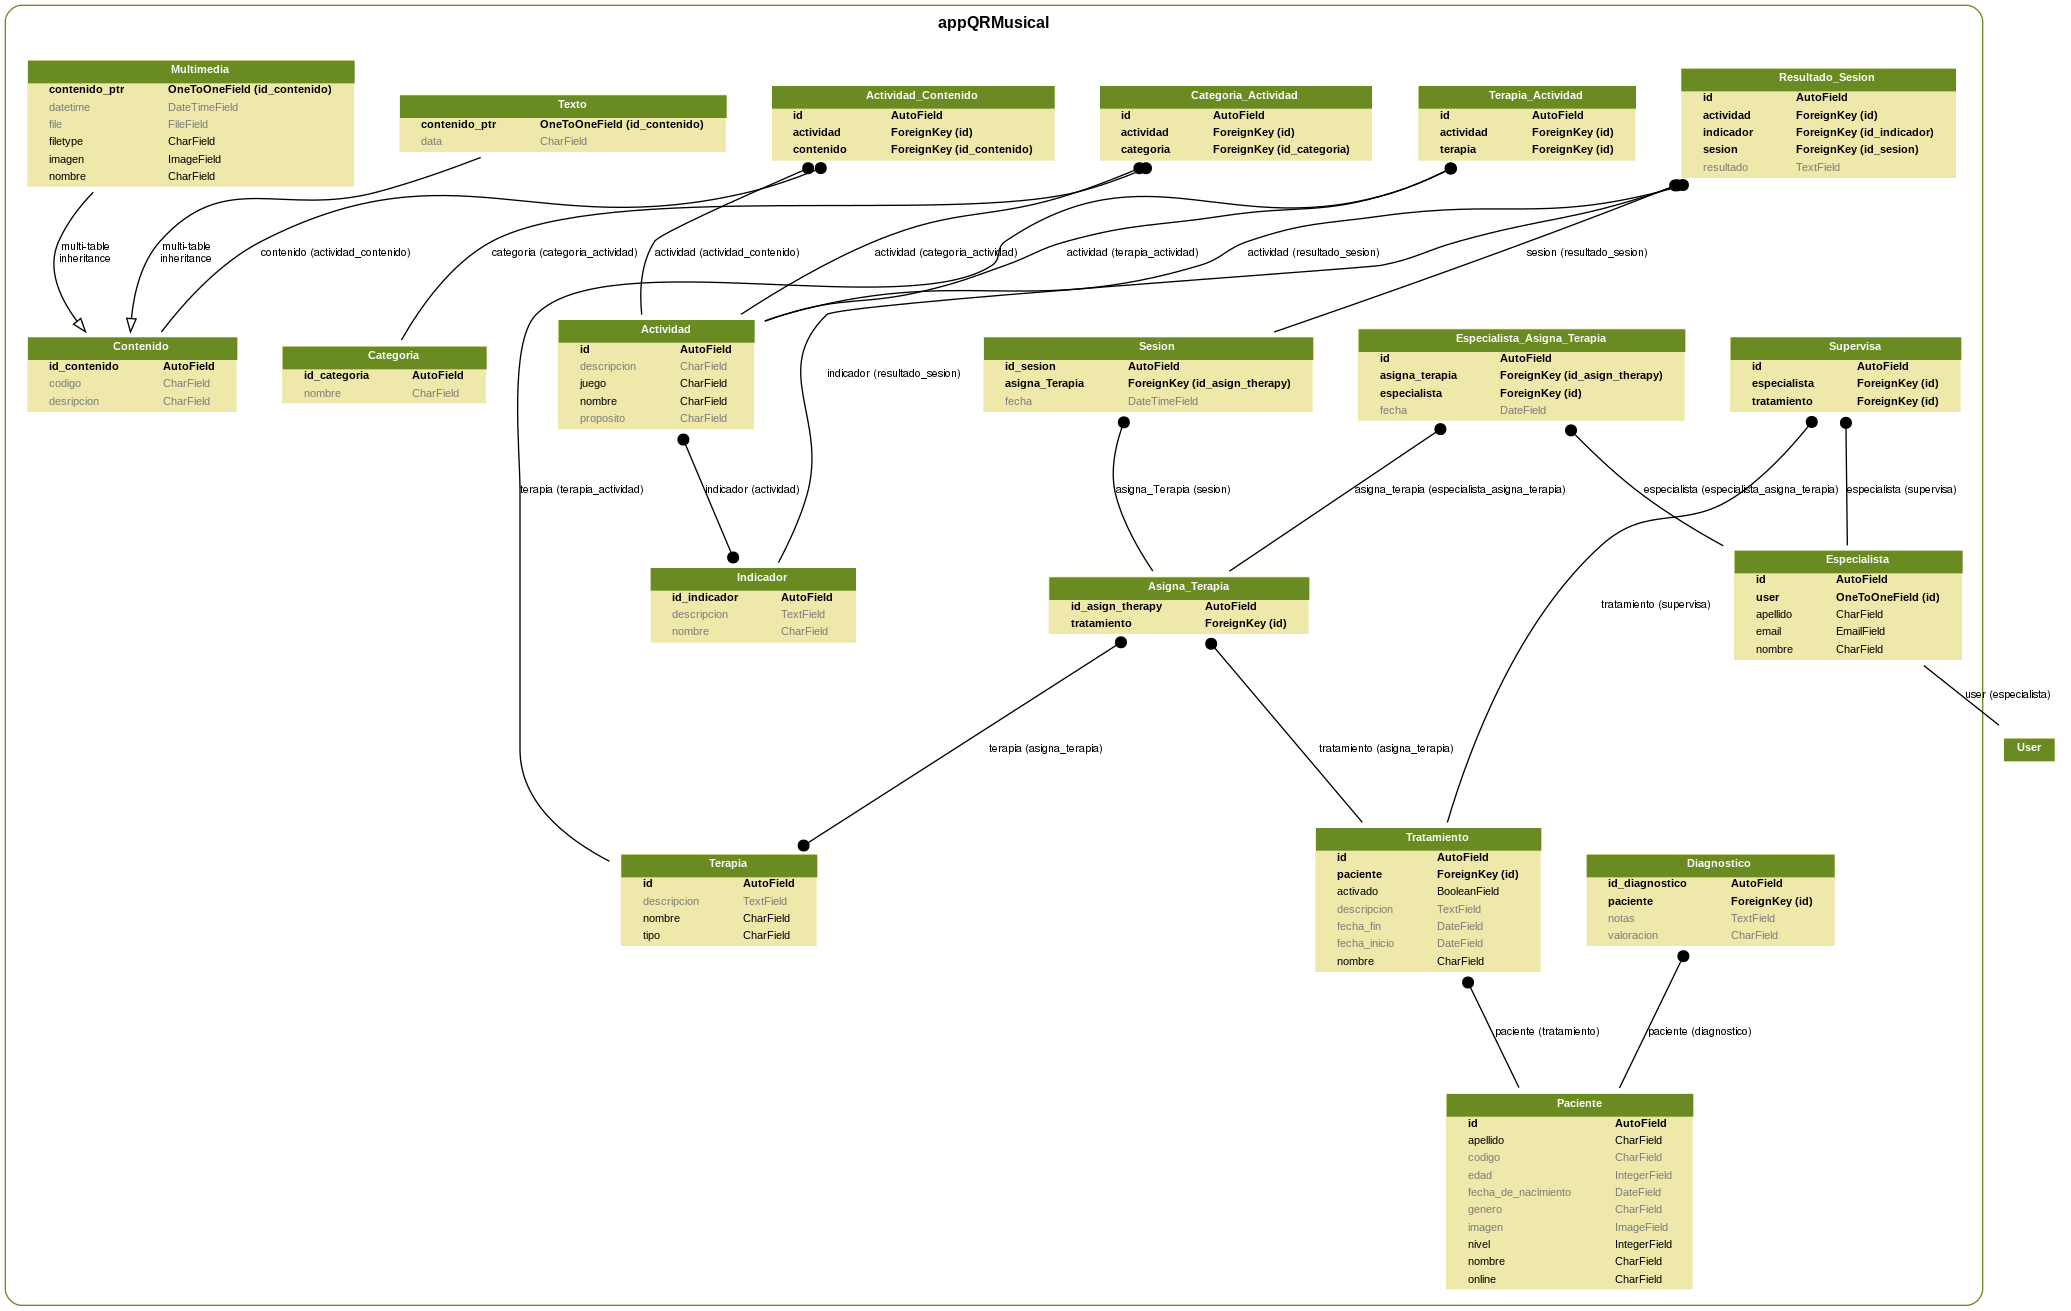 appQRMusical
Multimedia
contenido_ptr OneToOneField (id_contenido)
datetime DateTimeField
file FileField
filetype CharField
imagen ImageField
nombre CharField
Texto
contenido_ptr OneToOneField (id_contenido)
data CharField
Actividad_Contenido
id AutoField
actividad ForeignKey (id)
contenido ForeignKey (id_contenido)
Categoria_Actividad
id AutoField
actividad ForeignKey (id)
categoria ForeignKey (id_categoria)
Terapia_Actividad
id AutoField
actividad ForeignKey (id)
terapia ForeignKey (id)
Resultado_Sesion
id AutoField
actividad ForeignKey (id)
indicador ForeignKey (id_indicador)
sesion ForeignKey (id_sesion)
resultado TextField
multi-table
inheritance
multi-table
inheritance
contenido (actividad_contenido)
categoria (categoria_actividad)
actividad (actividad_contenido)
actividad (categoria_actividad)
actividad (terapia_actividad)
actividad (resultado_sesion)
sesion (resultado_sesion)
Contenido
id_contenido AutoField
codigo CharField
desripcion CharField
Categoria
id_categoria AutoField
nombre CharField
Actividad
id AutoField
descripcion CharField
juego CharField
nombre CharField
proposito CharField
indicador (resultado_sesion)
Sesion
id_sesion AutoField
asigna_Terapia ForeignKey (id_asign_therapy)
fecha DateTimeField
Especialista_Asigna_Terapia
id AutoField
asigna_terapia ForeignKey (id_asign_therapy)
especialista ForeignKey (id)
fecha DateField
Supervisa
id AutoField
especialista ForeignKey (id)
tratamiento ForeignKey (id)
terapia (terapia_actividad)
indicador (actividad)
asigna_Terapia (sesion)
asigna_terapia (especialista_asigna_terapia)
especialista (especialista_asigna_terapia)
especialista (supervisa)
Indicador
id_indicador AutoField
descripcion TextField
nombre CharField
Asigna_Terapia
id_asign_therapy AutoField
tratamiento ForeignKey (id)
tratamiento (supervisa)
Especialista
id AutoField
user OneToOneField (id)
apellido CharField
email EmailField
nombre CharField
user (especialista)
User
terapia (asigna_terapia)
tratamiento (asigna_terapia)
Terapia
id AutoField
descripcion TextField
nombre CharField
tipo CharField
Tratamiento
id AutoField
paciente ForeignKey (id)
activado BooleanField
descripcion TextField
fecha_fin DateField
fecha_inicio DateField
nombre CharField
Diagnostico
id_diagnostico AutoField
paciente ForeignKey (id)
notas TextField
valoracion CharField
paciente (tratamiento)
paciente (diagnostico)
Paciente
id AutoField
apellido CharField
codigo CharField
edad IntegerField
fecha_de_nacimiento DateField
genero CharField
imagen ImageField
nivel IntegerField
nombre CharField
online CharField